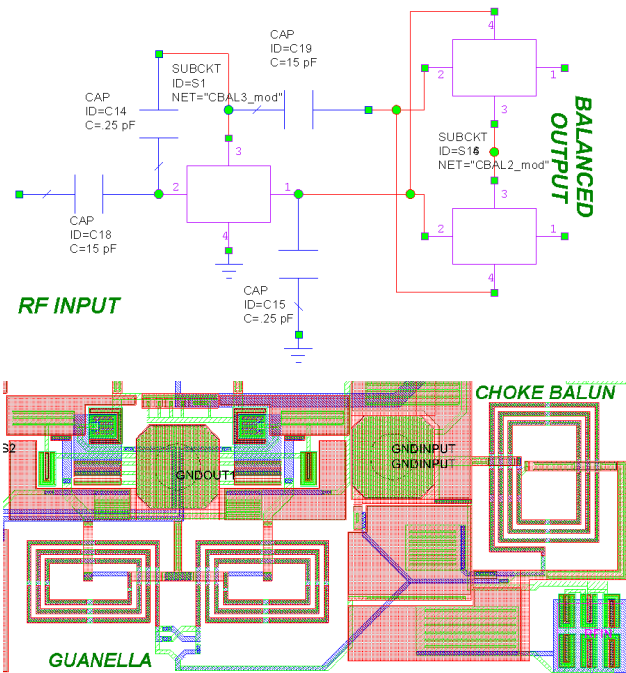 CAP
ID=C19
C=15 pF
4
SUBCKT
ID=S1
NET="CBAL3_mod"
2
1
CAP
ID=C14
C=.25 pF
3
SUBCKT
NET="CBAL2_mod"
BALANCED
OUTPUT
3
3
2
1
2
1
CAP
ID=C18
C=15 pF
4
4
CAP
ID=C15
C=.25 pF
RF INPUT
CHOKE BALUN
S2
GNDINPUT
GNDINPUT
GNDOUT1
GUANELLA